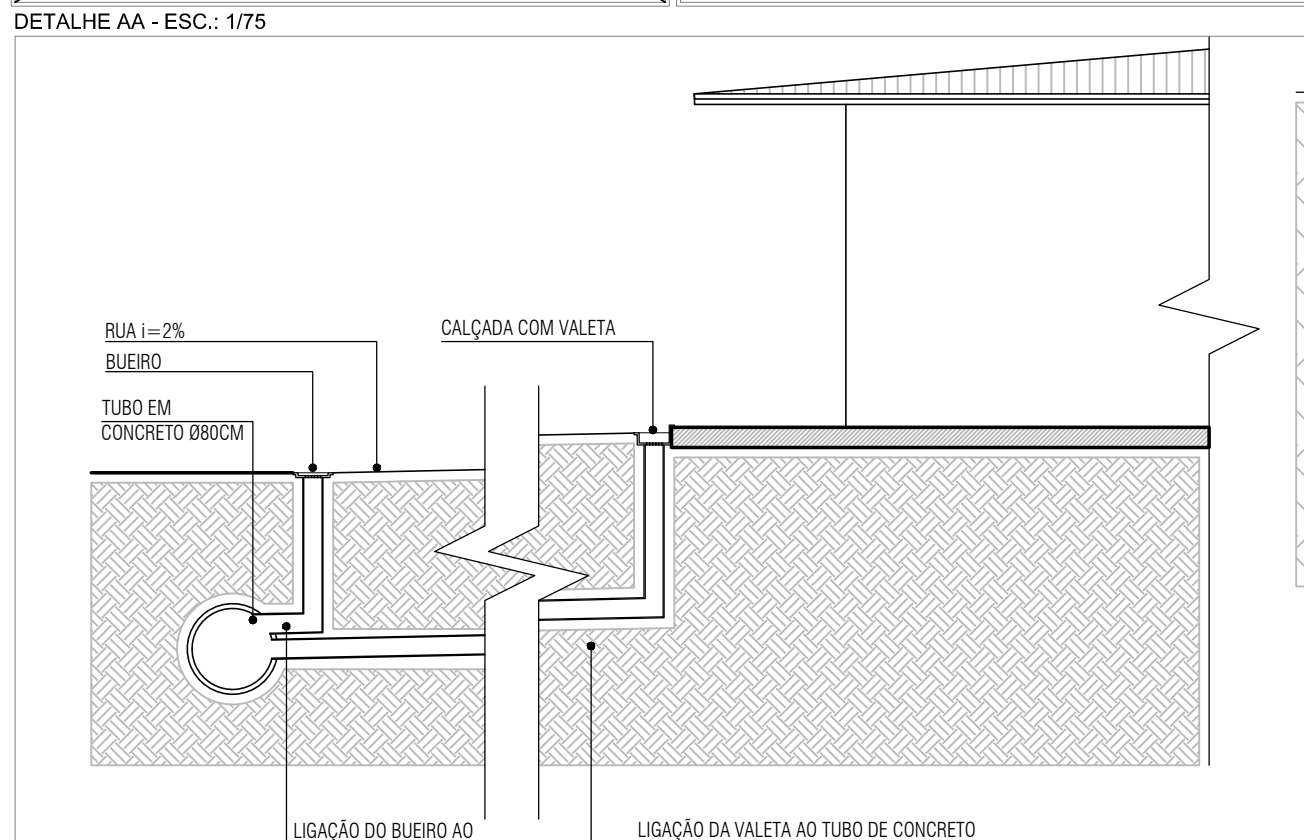 DETALHE AA - ESC.: 1/75
RUA i=2%
BUEIRO
TUBO EM
CONCRETO Ø80CM
CALÇADA COM VALETA
LIGAÇÃO DO BUEIRO AO
LIGAÇÃO DA VALETA AO TUBO DE CONCRETO